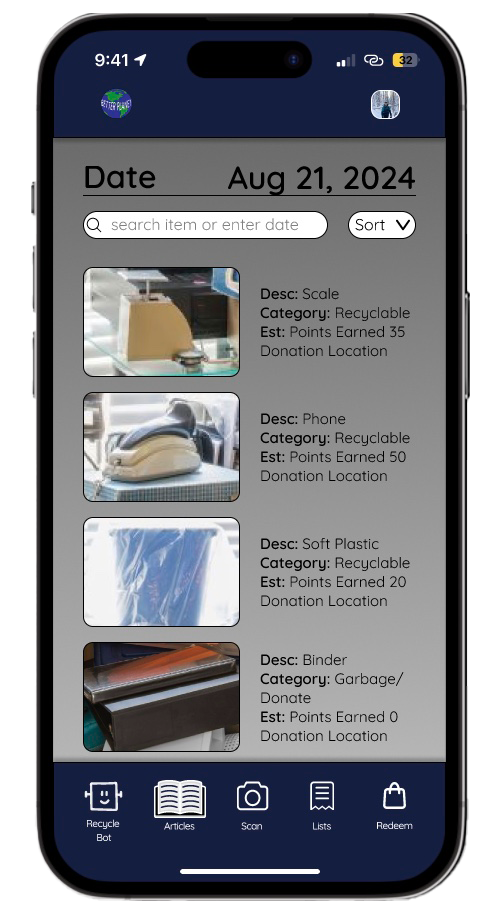 9:41
32
BETTER PLANET
Date Aug 21, 2024
search item or enter date
Sort
Desc: Scale
Category: Recyclable
Est: Points Earned 35
Donation Location
Desc: Phone
Category: Recyclable
Est: Points Earned 50
Donation Location
Desc: Soft Plastic
Category: Recyclable
Est: Points Earned 20
Donation Location
Desc: Binder
Category: Garbage/
Donate
Est: Points Earned 0
Donation Location
Recycle
Bot
Articles
Scan
Lists
Redeem